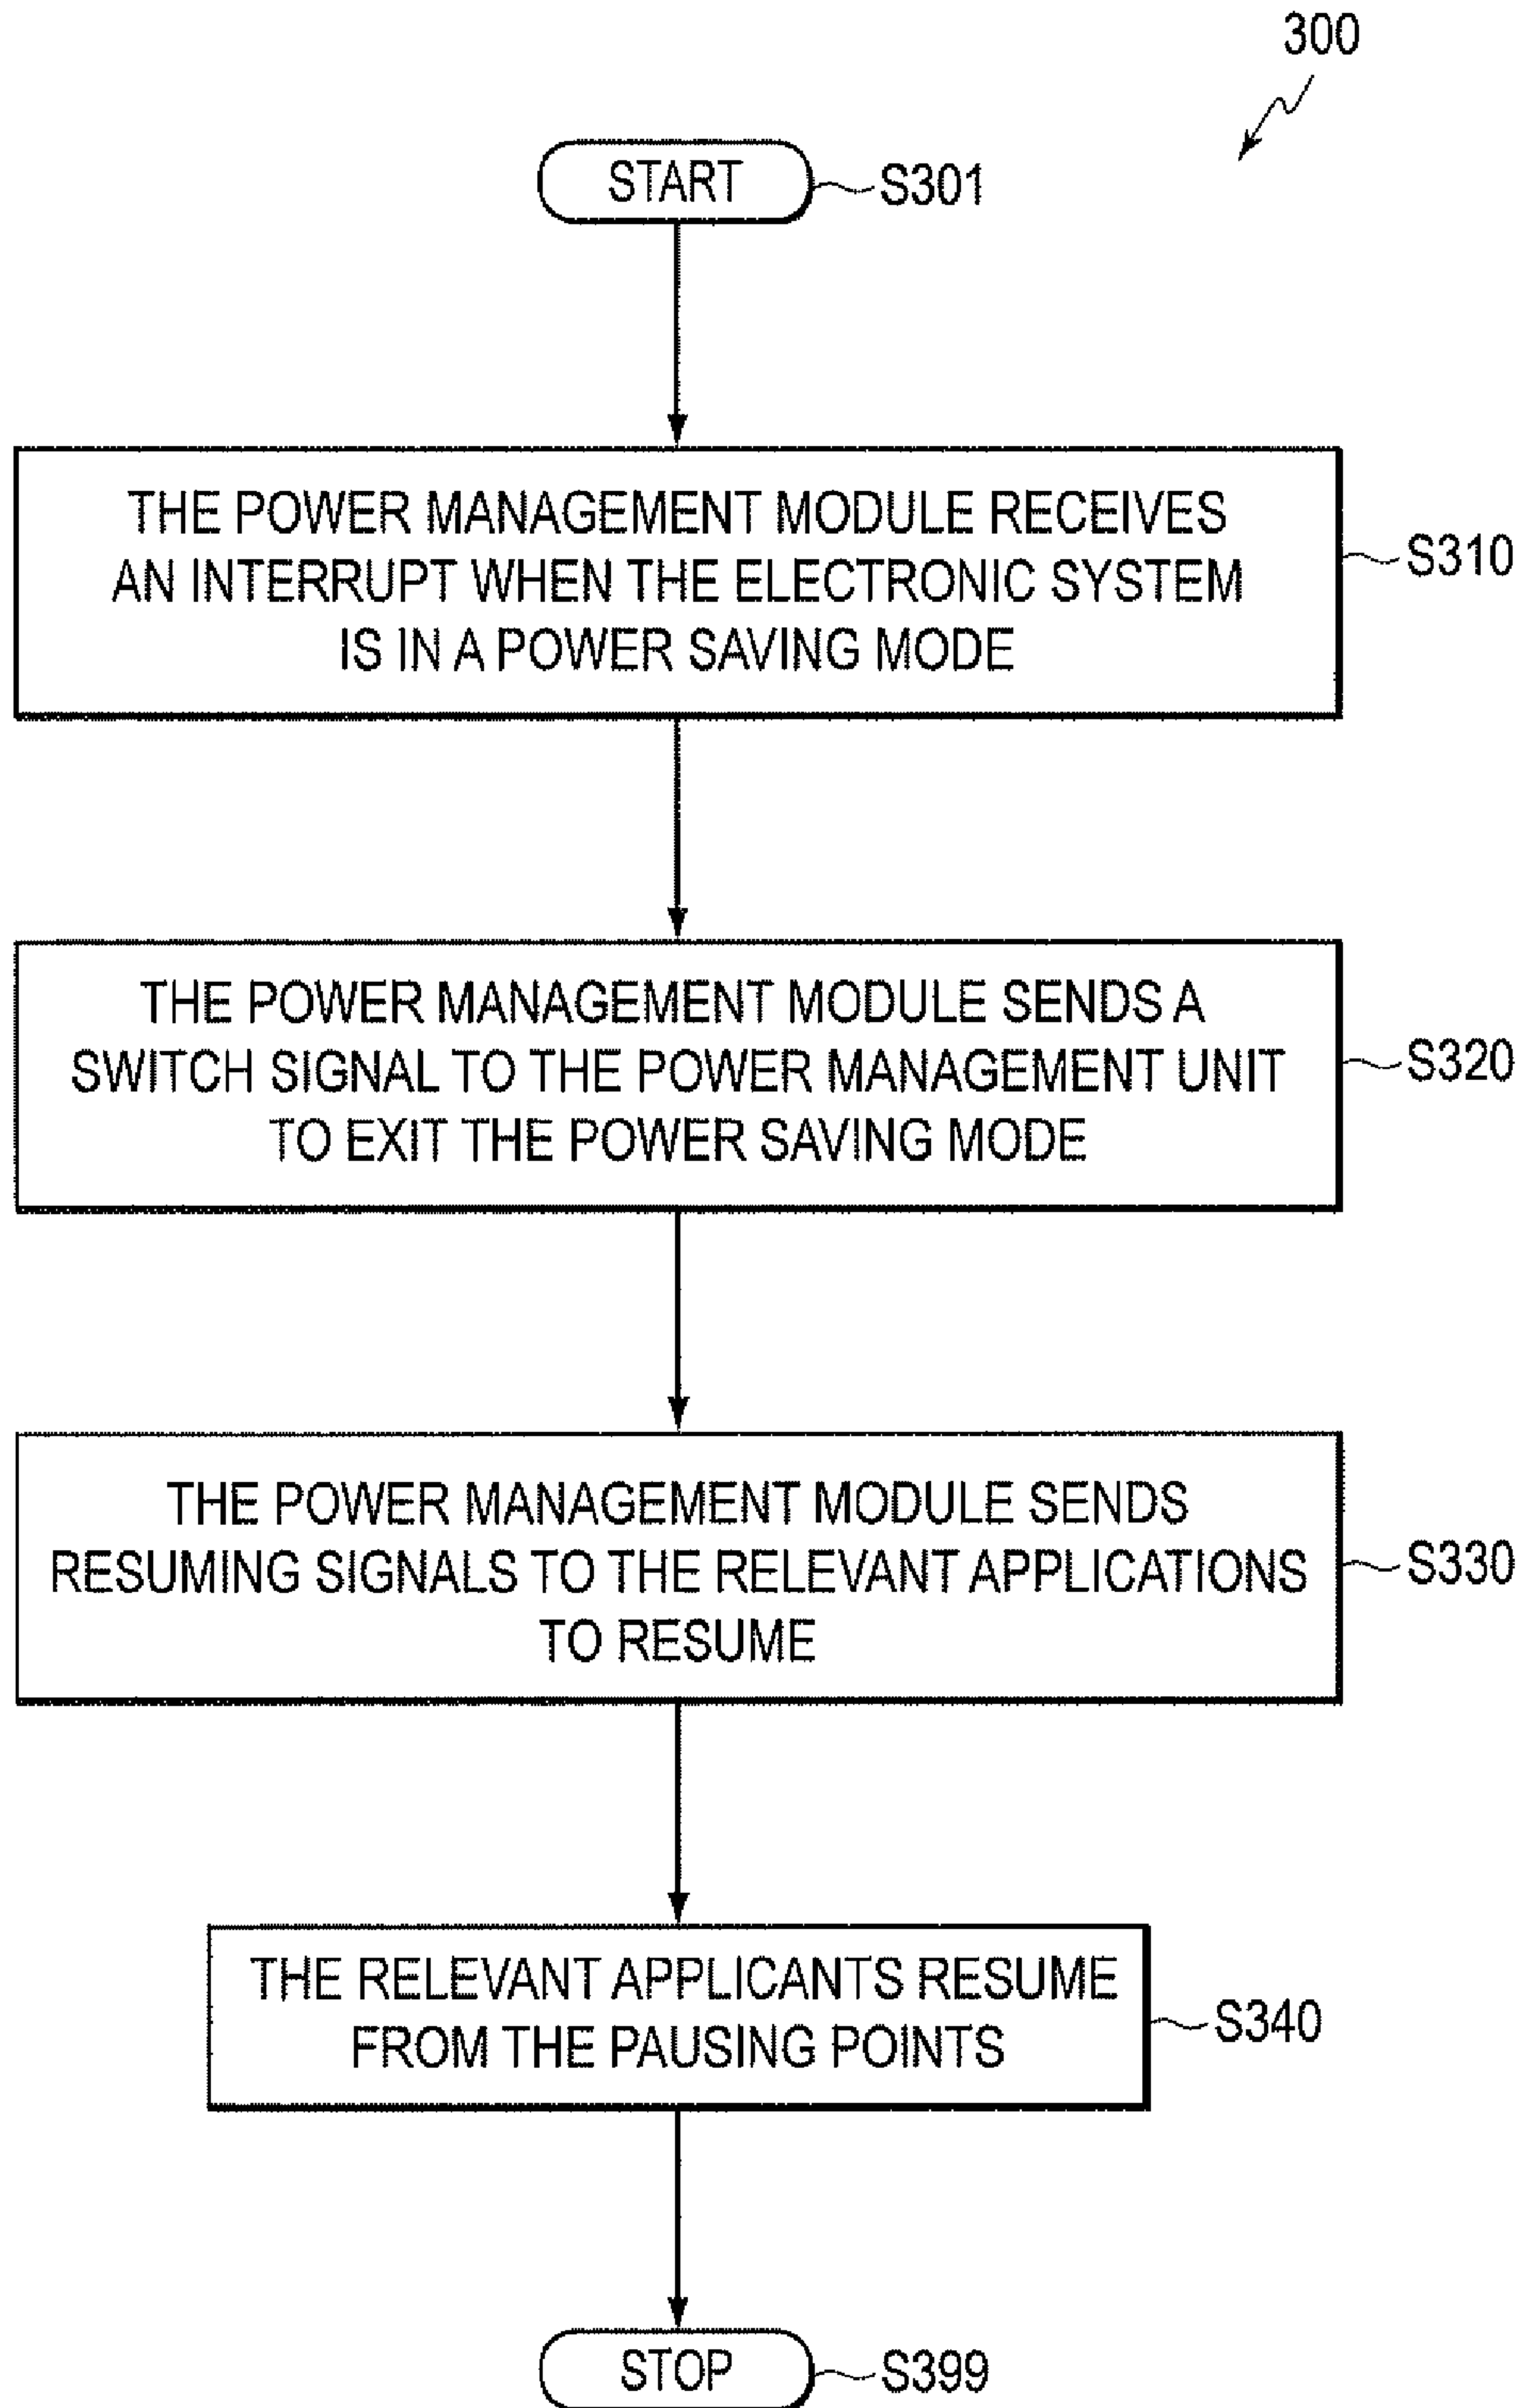 300
START
S301
THE POWER MANAGEMENT MODULE RECEIVES
AN INTERRUPT WHEN THE ELECTRONIC SYSTEM
IS IN A POWER SAVING MODE
S310
THE POWER MANAGEMENT MODULE SENDS A
SWITCH SIGNAL TO THE POWER MANAGEMENT UNIT
TO EXIT THE POWER SAVING MODE
S320
THE POWER MANAGEMENT MODULE SENDS
RESUMING SIGNALS TO THE RELEVANT APPLICATIONS
TO RESUME
S330
THE RELEVANT APPLICANTS RESUME
FROM THE PAUSING POINTS
S340
STOP
S399